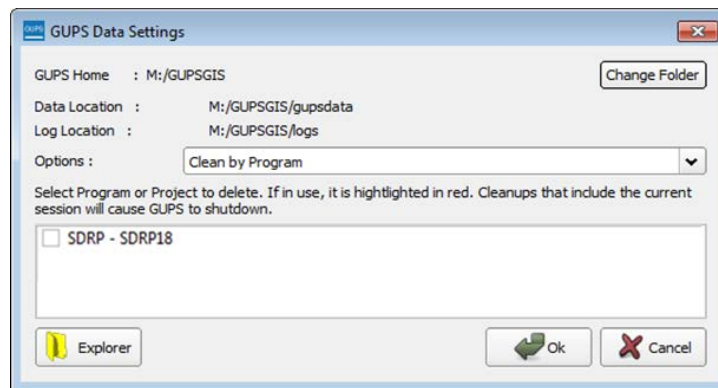 GUPS GUPS Data Settings
GUPS Home : M:/GUPSGIS Change Folder
Data Location : M:/GUPSGIS/gupsdata
Log Location : M:/GUPSGIS/logs
Options : Clean by Program
Select Program or Project to delete. If in use, it is hightlighted in red. Cleanups that include the current
session will cause GUPS to shutdown.
SDRP - SDRP18
Explorer Ok Cancel